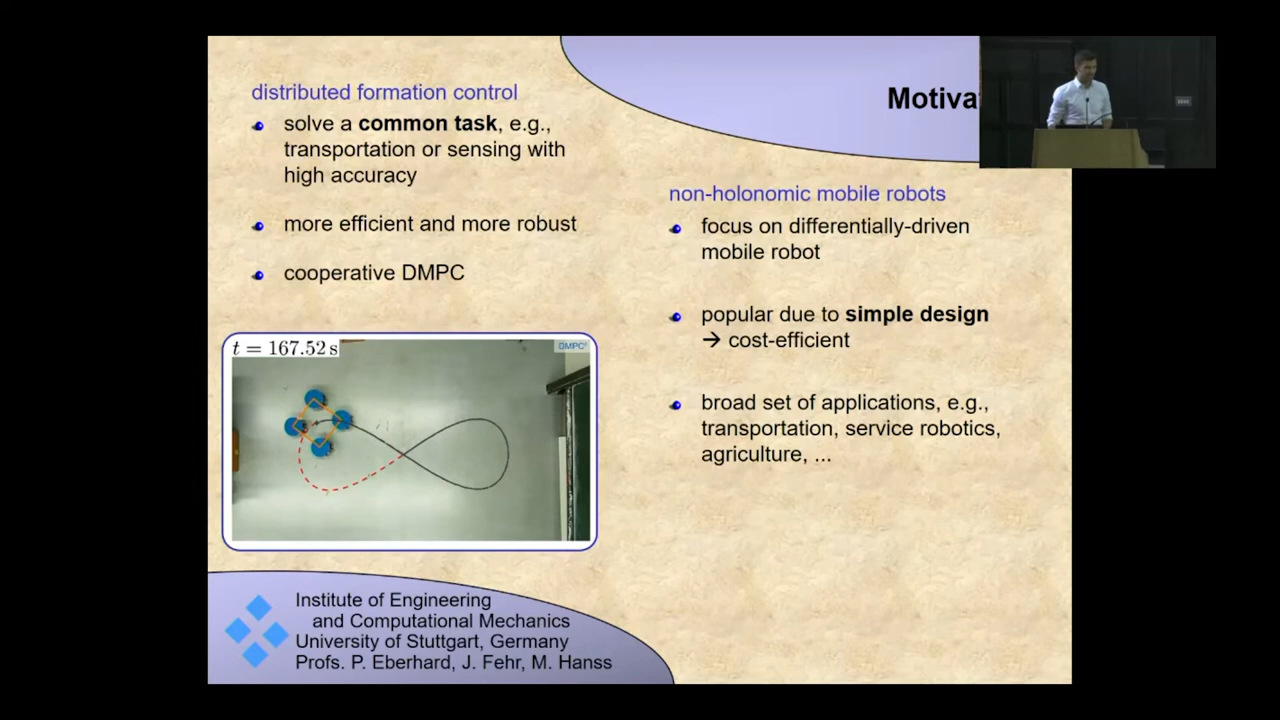 Motiva
distributed formation control
solve a common task, e.g.,
transportation or sensing with
high accuracy
more efficient and more robust
cooperative DMPC
t = 167.52 s
DMPC
non-holonomic mobile robots
focus on differentially-driven
mobile robot
popular due to simple design
→ cost-efficient
broad set of applications, e.g.,
transportation, service robotics,
agriculture, ...
Institute of Engineering
and Computational Mechanics
University of Stuttgart, Germany
Profs. P. Eberhard, J. Fehr, M. Hanss